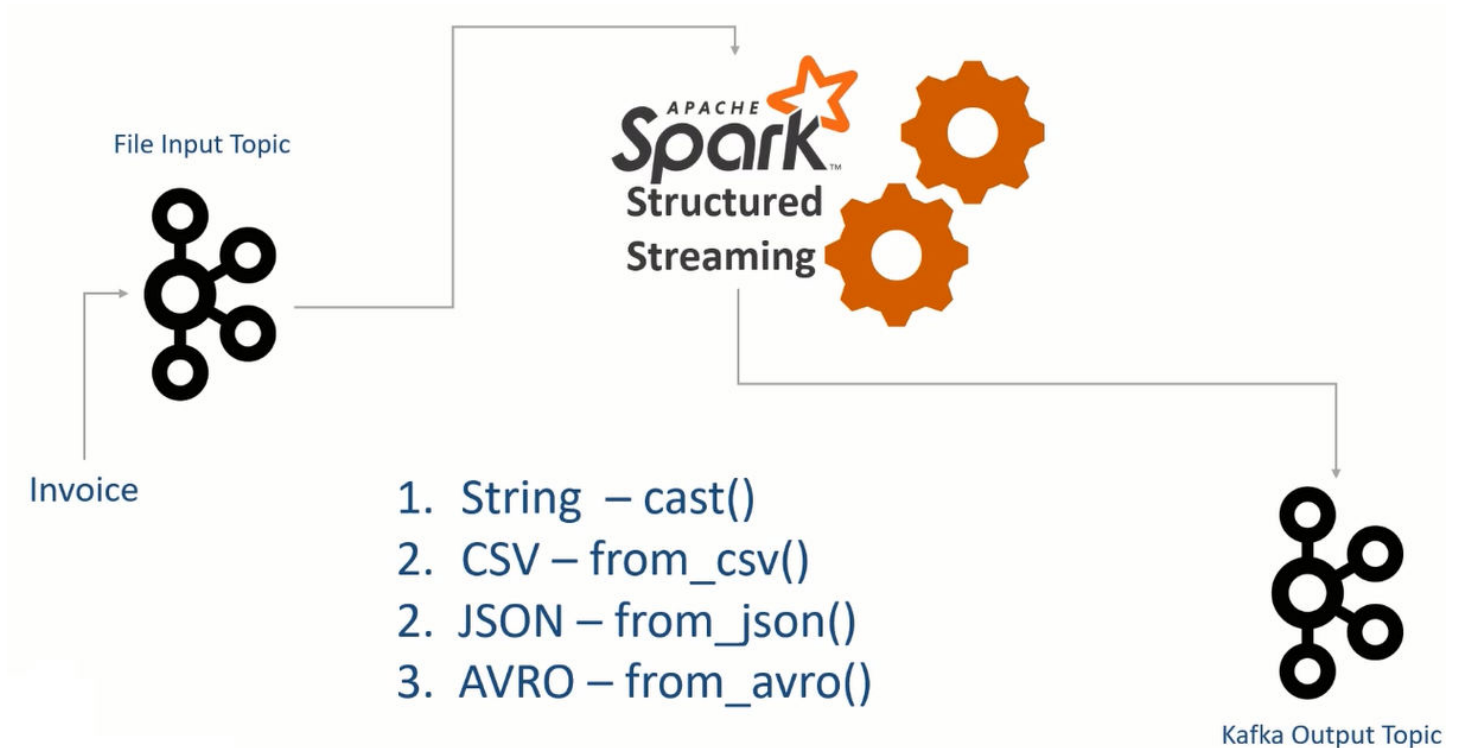 File Input Topic
APACHE
Spark™
Structured
Streaming
Invoice
1. String – cast()
2. CSV – from_csv()
2. JSON – from_json()
3. AVRO – from_avro()
Kafka Output Topic